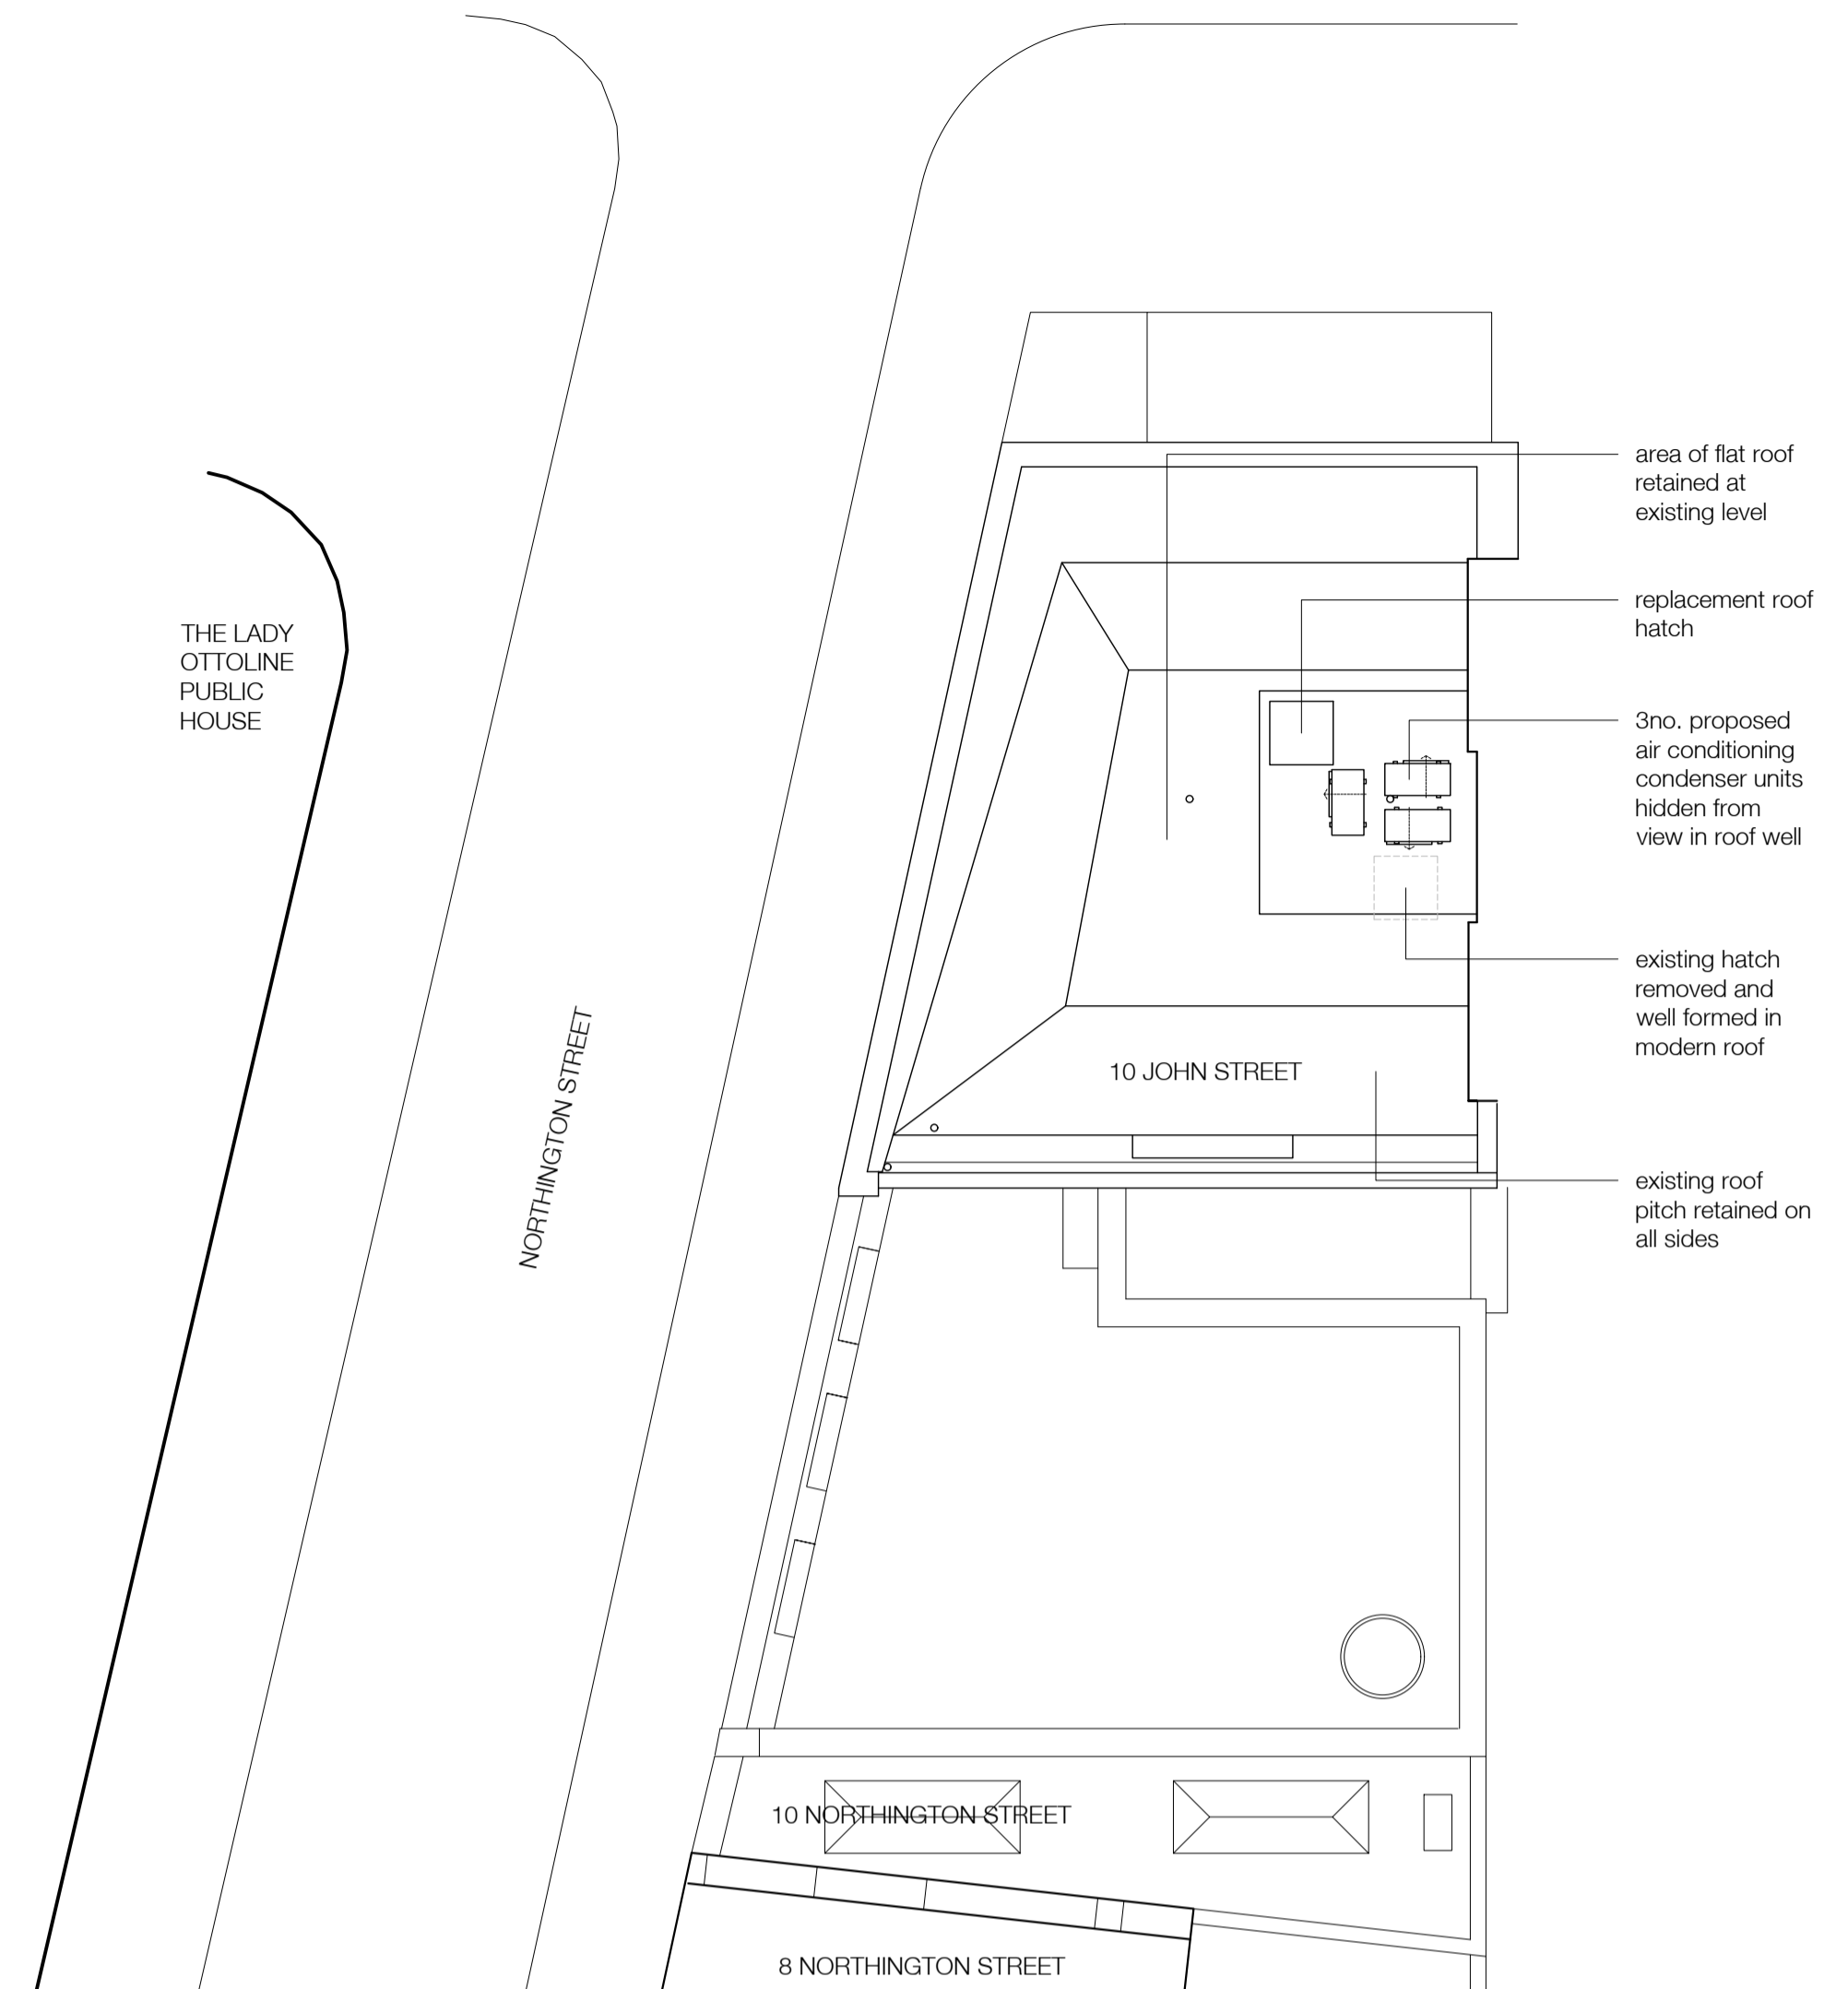 area of flat roof
retained at
existing level
replacement roof
hatch
THE LADY
OTTOLINE
PUBLIC
HOUSE
3no. proposed
air conditioning
condenser units
hidden from
view in roof well
existing hatch
removed and
well formed in
modern roof
NORTHINGTON STREET
10 JOHN STREET
existing roof
pitch retained on
all sides
10 NORTHINGTON STREET
8 NORTHINGTON STREET